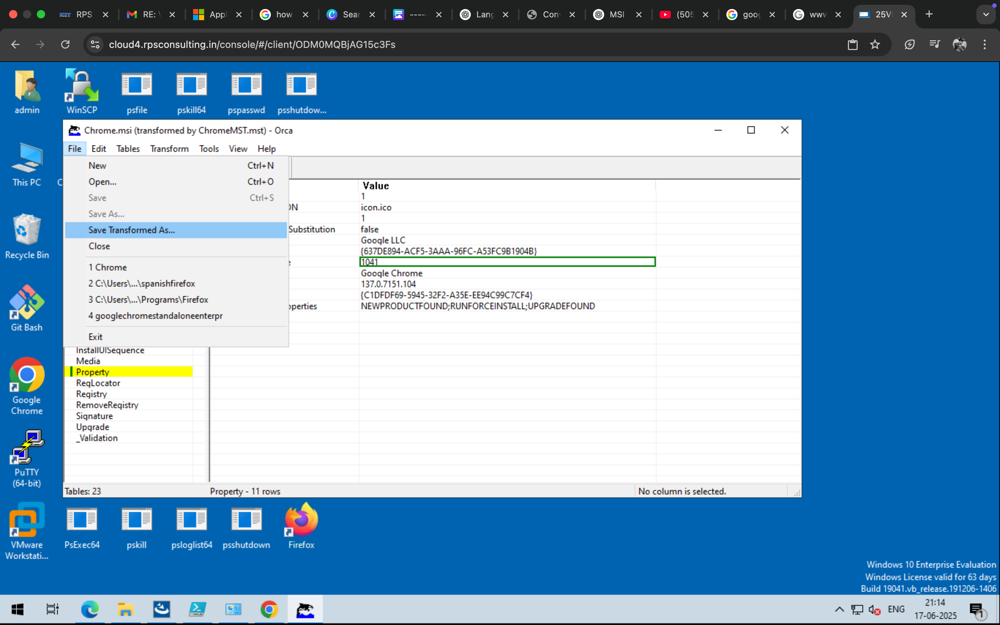 RPS
RE:
Appl
how
Sear
-----
Lang
Conv
MSI
(505
goog
www
25V
cloud4.rpsconsulting.in/console/#/client/ODM0MQBjAG15c3Fs
admin
WinSCP
psfile
pskill64
pspasswd
psshutdow...
Chrome.msi (transformed by ChromeMST.mst) - Orca
File Edit Tables Transform Tools View Help
New Ctrl+N
Open... Ctrl+O
Save Ctrl+S
Save As...
Save Transformed As...
Close
1 Chrome
2 C:\Users\...\spanishfirefox
3 C:\Users\...\Programs\Firefox
4 googlechromestandaloneenterpr
Exit
Value
1
ON icon.ico
1
Substitution false
Google LLC
{637DE894-ACF5-3AAA-96FC-A53FC9B1904B}
e 1041
Google Chrome
137.0.7151.104
{C1DFDF69-5945-32F2-A35E-EE94C99C7CF4}
operties NEWPRODUCTFOUND;RUNFORCEINSTALL;UPGRADEFOUND
InstallUISequence
Media
Property
RegLocator
Registry
RemoveRegistry
Signature
Upgrade
_Validation
Tables: 23
Property - 11 rows
No column is selected.
This PC
C
Recycle Bin
Git Bash
Google
Chrome
PuTTY
(64-bit)
VMware
Workstati...
PsExec64
pskill
psloglist64
psshutdown
Firefox
Windows 10 Enterprise Evaluation
Windows License valid for 63 days
Build 19041.vb_release.191206-1406
ENG
21:14
17-06-2025
1